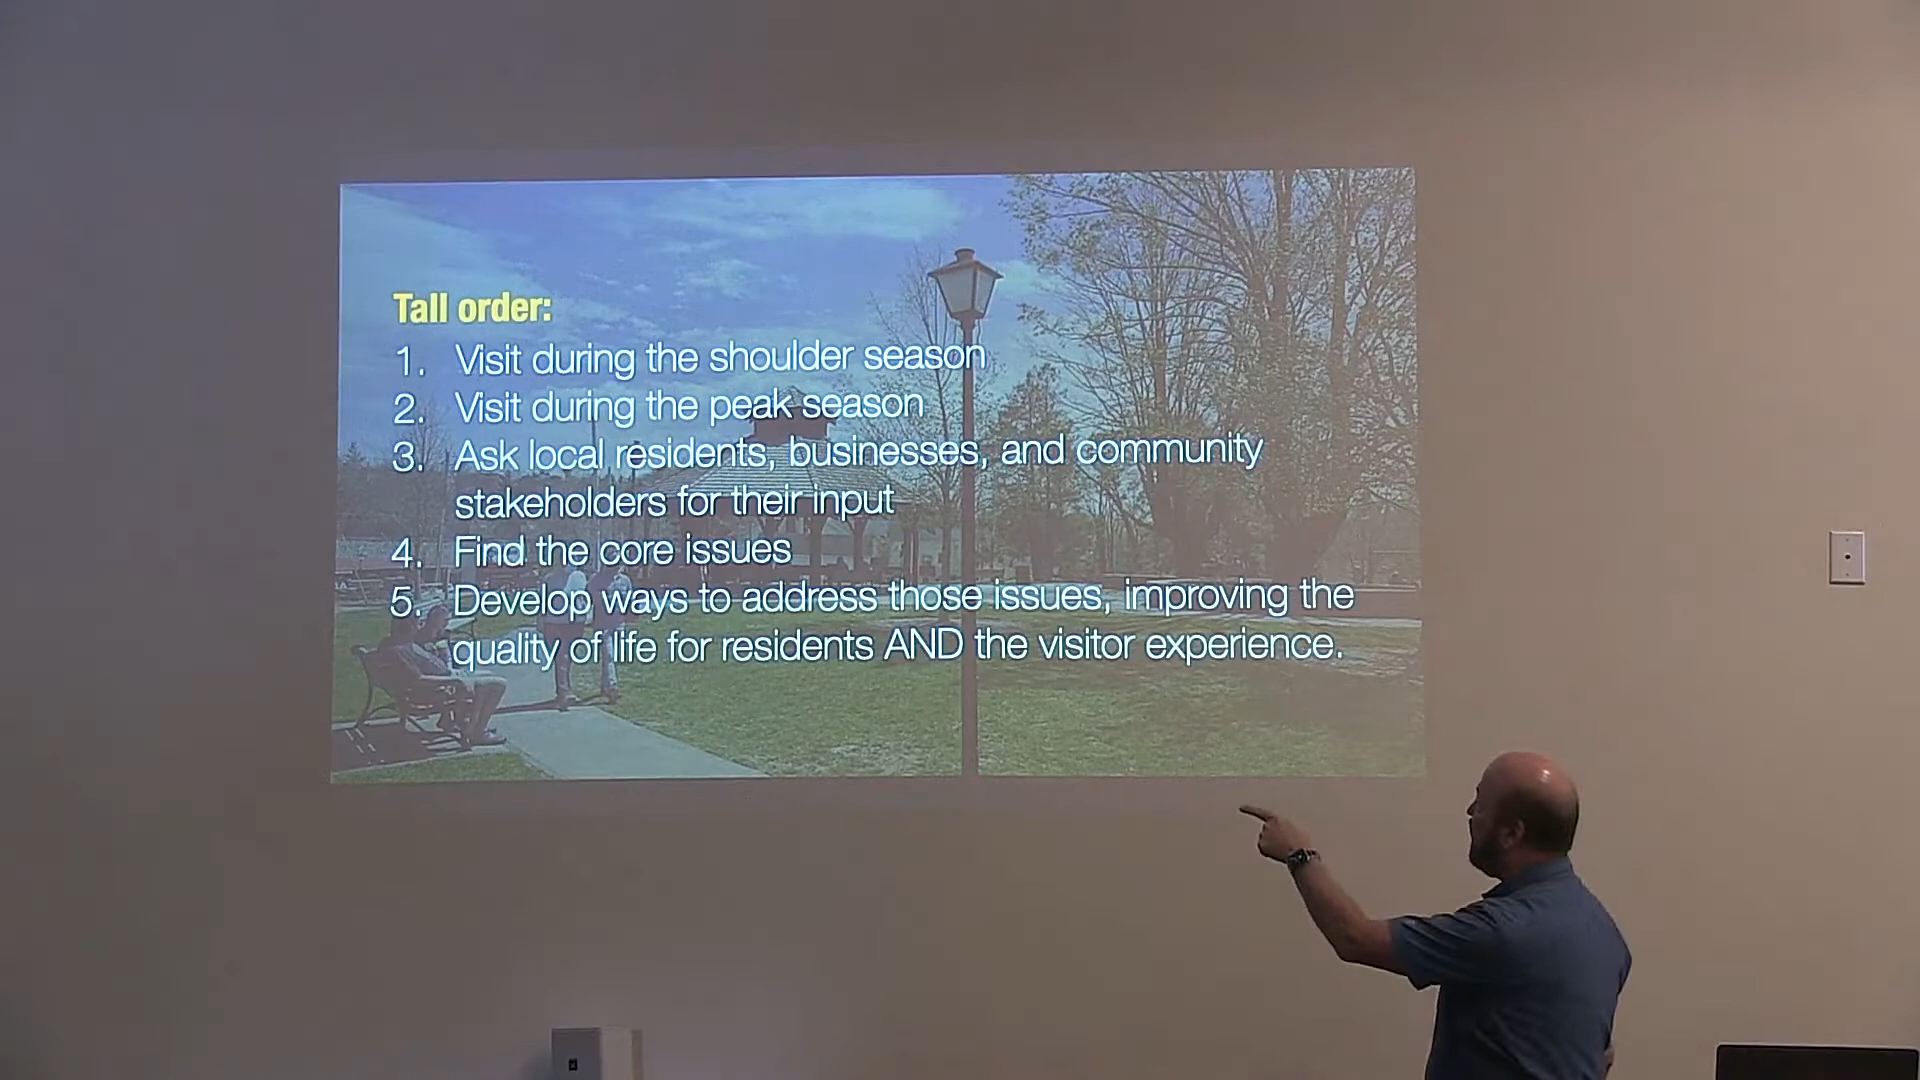 Tall order:
1. Visit during the shoulder season
2. Visit during the peak season
3. Ask local residents, businesses, and community
stakeholders for their input
4. Find the core issues
5. Develop ways to address those issues, improving the
quality of life for residents AND the visitor experience.